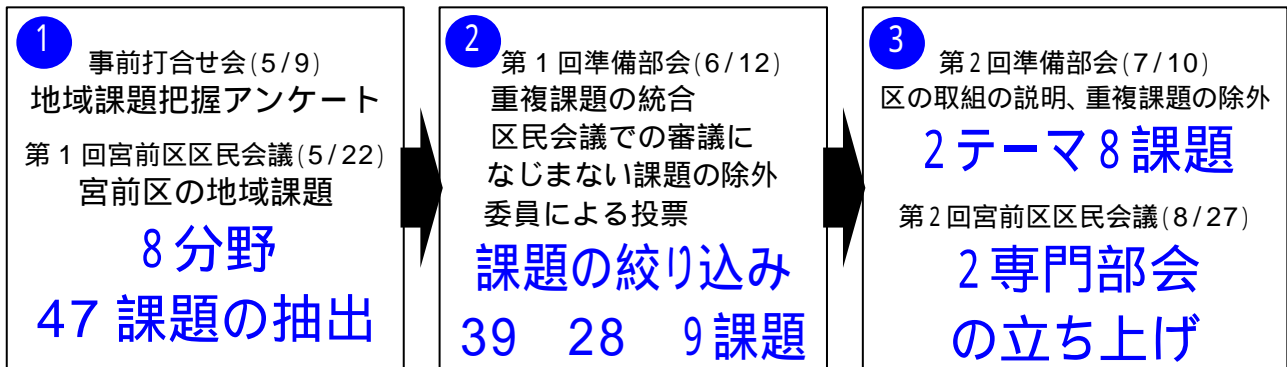 1
事前打合せ会(5/9)
地域課題把握アンケート
第1回宮前区区民会議(5/22)
宮前区の地域課題
8分野
47課題の抽出
2
第1回準備部会(6/12)
重複課題の統合
区民会議での審議に
なじまない課題の除外
委員による投票
課題の絞り込み
39 28 9課題
3
第2回準備部会(7/10)
区の取組の説明、重複課題の除外
2テーマ8課題
第2回宮前区区民会議(8/27)
2専門部会
の立ち上げ